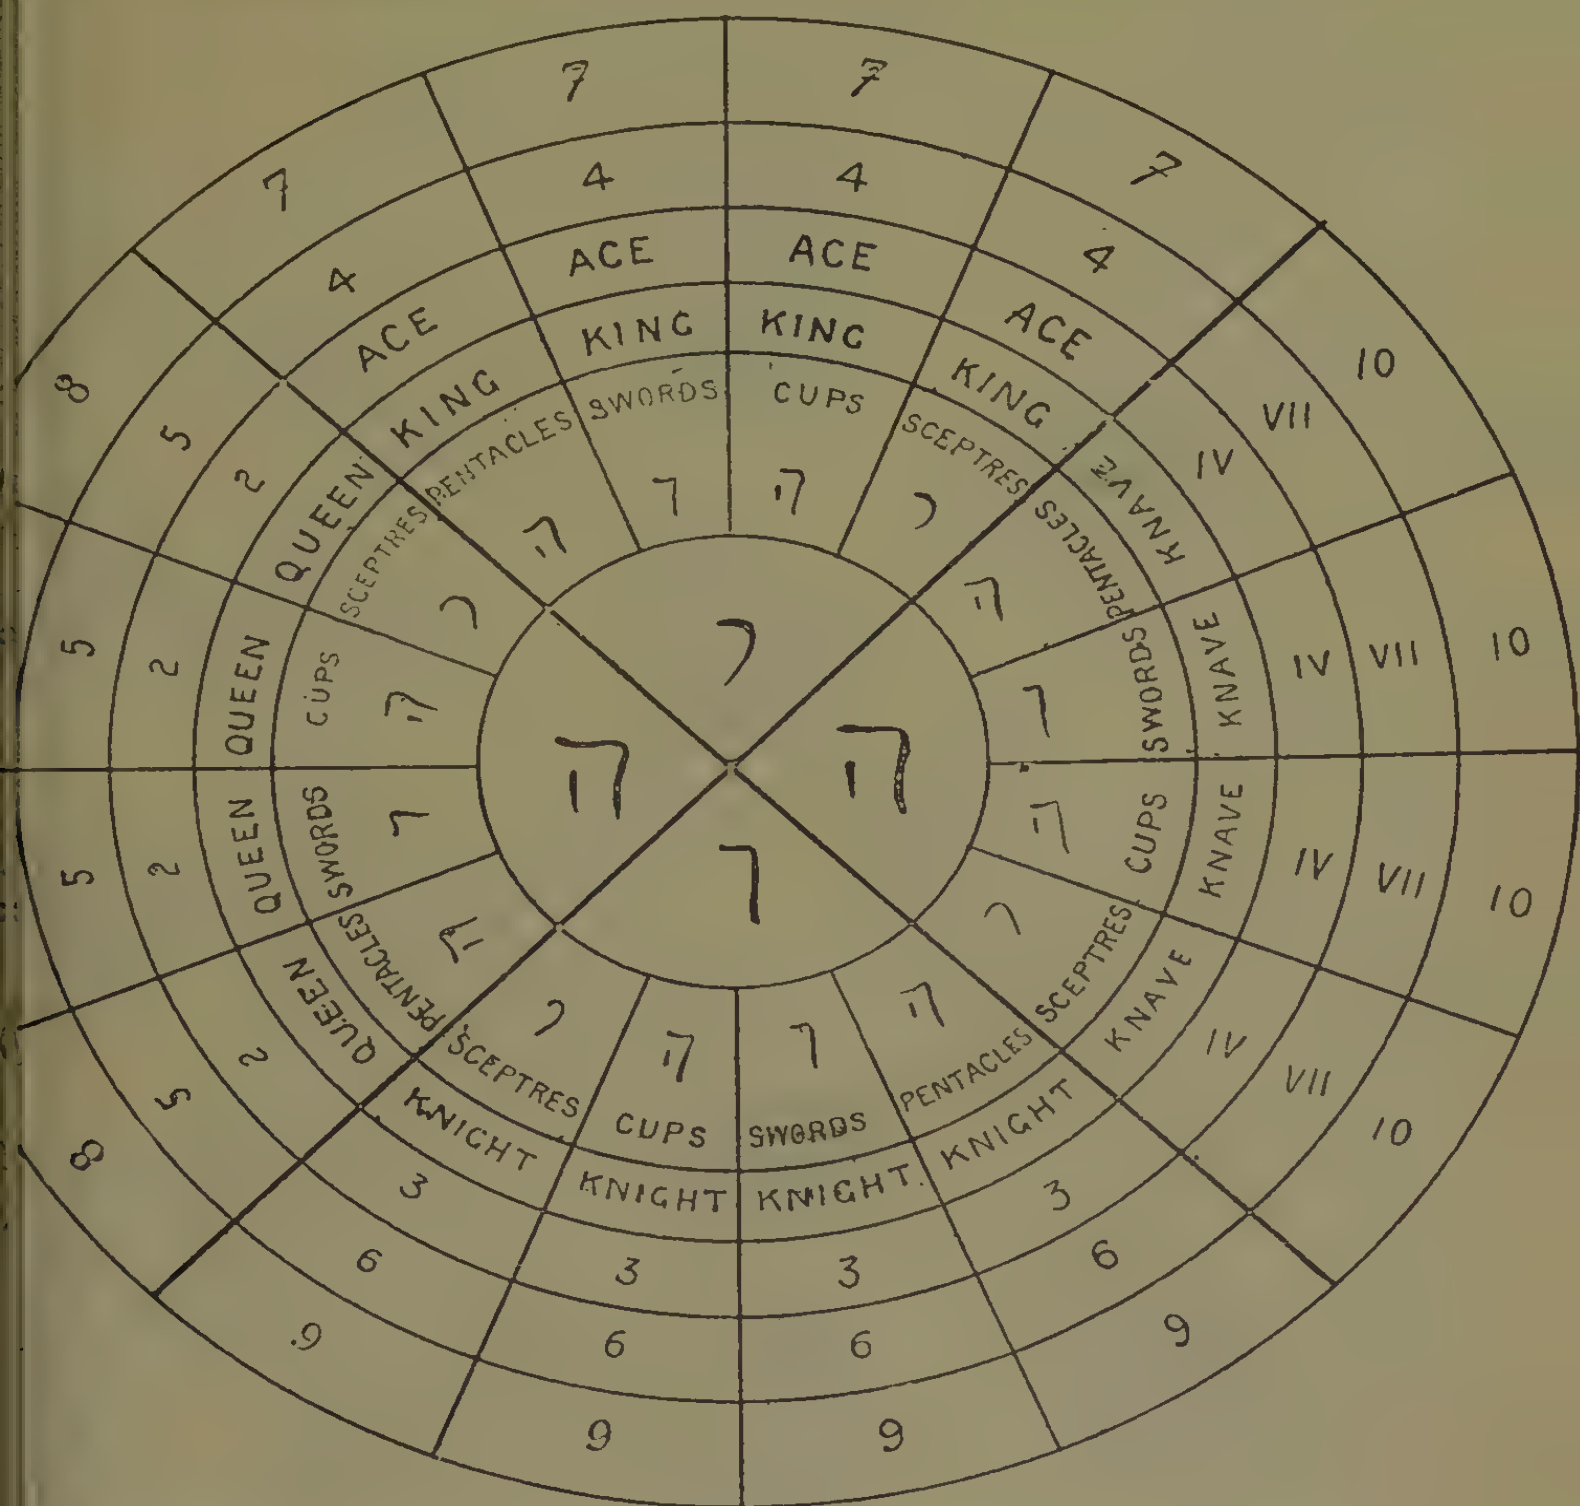 7 7 7 7
4 4 4 4
ACE ACE ACE ACE
KING KING KING KING
PENTACLES SWORDS CUPS SCEPTRES
ה ו ה י
10 10 10 10
VII VII VII VII
IV IV IV IV
KNAVE KNAVE KNAVE KNAVE
PENTACLES SWORDS CUPS SCEPTRES
ה ו ה י
8 8
5 5 5 5
2 2 2 2
QUEEN QUEEN QUEEN QUEEN
SCEPTRES CUPS SWORDS PENTACLES
י ה ו ה
י
ה ה
ו
י ה ו ה
SCEPTRES CUPS SWORDS PENTACLES
KNIGHT KNIGHT KNIGHT KNIGHT
3 3 3 3
6 6 6 6
9 9 9 9